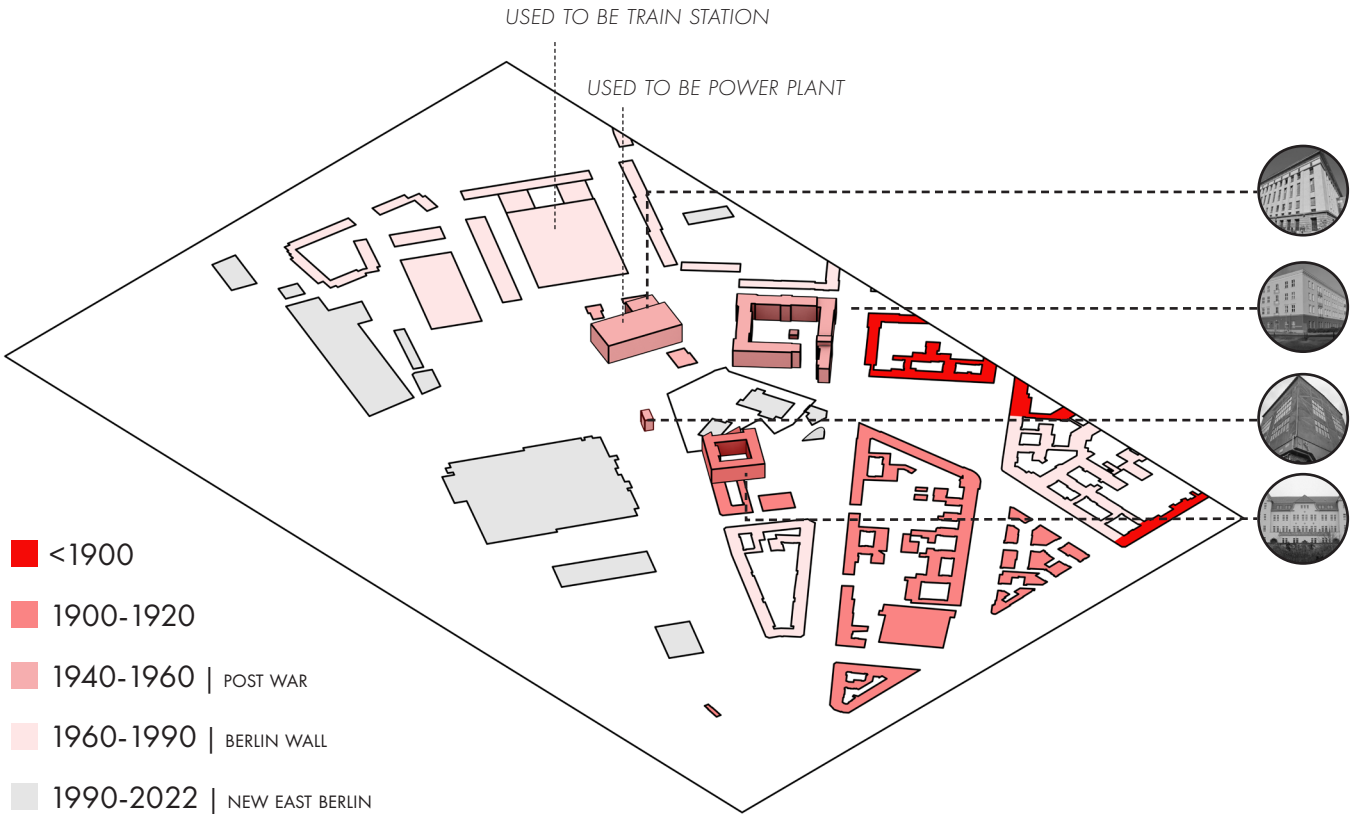 USED TO BE TRAIN STATION
USED TO BE POWER PLANT
<1900
1900-1920
1940-1960 | POST WAR
1960-1990 | BERLIN WALL
1990-2022 | NEW EAST BERLIN